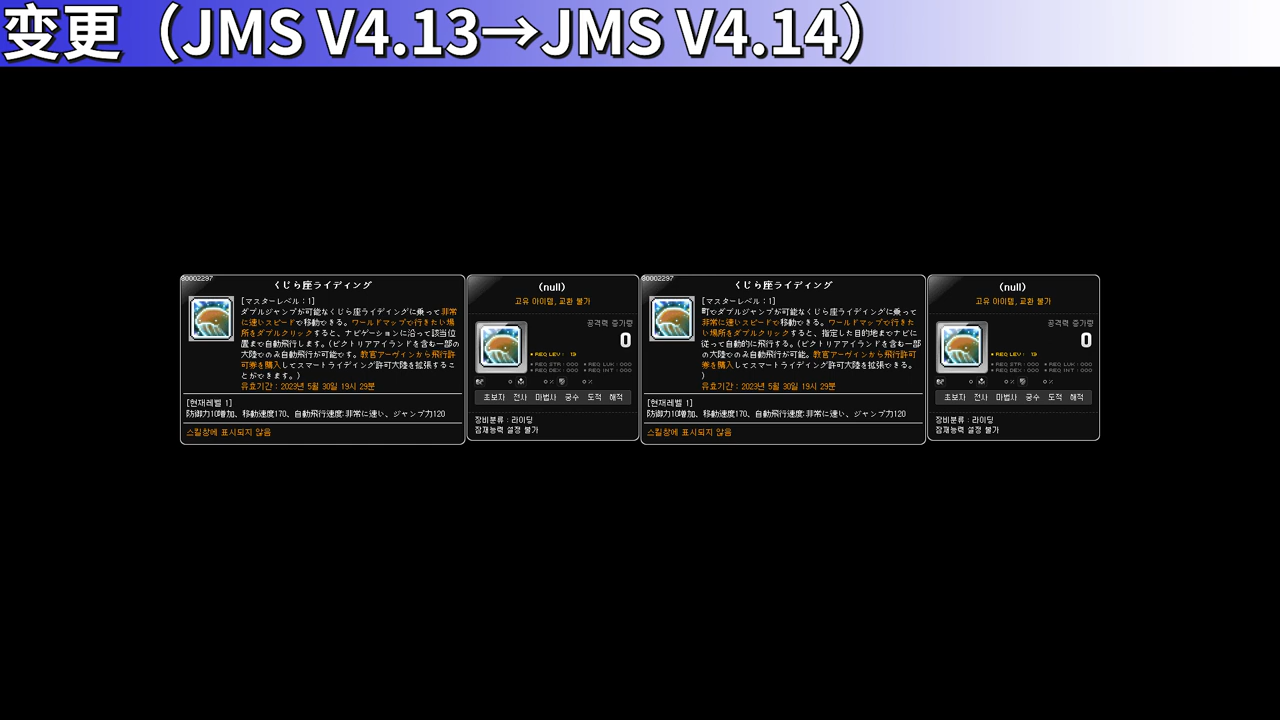 変更（JMS V4.13→JMS V4.14）
80002297
くじら座ライディング
[マスターレベル：1]
ダブルジャンプが可能なくじら座ライディングに乗って非常
に速いスピードで移動できる。ワールドマップで行きたい場
所をダブルクリックすると、ナビゲーションに沿って該当位
置まで自動飛行します。(ビクトリアアイランドを含む一部の
大陸でのみ自動飛行が可能です。教官アーヴィンから飛行許
可券を購入してスマートライディング許可大陸を拡張するこ
とができます。)
유효기간 : 2023년 5월 30일 19시 29분
[현재레벨 1]
防御力10増加、移動速度170、自動飛行速度:非常に速い、ジャンプ力120
스킬창에 표시되지 않음
(null)
고유 아이템, 교환 불가
공격력 증가량
0
REQ LEV : 13
REQ STR : 000
REQ LUK : 000
REQ DEX : 000
REQ INT : 000
0
0 %
0 %
초보자 전사 마법사 궁수 도적 해적
장비분류 : 라이딩
잠재능력 설정 불가
80002297
くじら座ライディング
[マスターレベル：1]
町でダブルジャンプが可能なくじら座ライディングに乗って
非常に速いスピードで移動できる。ワールドマップで行きた
い場所をダブルクリックすると、指定した目的地までナビに
従って自動的に飛行する。(ビクトリアアイランドを含む一部
の大陸でのみ自動飛行が可能。教官アーヴィンから飛行許可
券を購入してスマートライディング許可大陸を拡張できる。
)
유효기간 : 2023년 5월 30일 19시 29분
[현재레벨 1]
防御力10増加、移動速度170、自動飛行速度:非常に速い、ジャンプ力120
스킬창에 표시되지 않음
(null)
고유 아이템, 교환 불가
공격력 증가량
0
REQ LEV : 13
REQ STR : 000
REQ LUK : 000
REQ DEX : 000
REQ INT : 000
0
0 %
0 %
초보자 전사 마법사 궁수 도적 해적
장비분류 : 라이딩
잠재능력 설정 불가